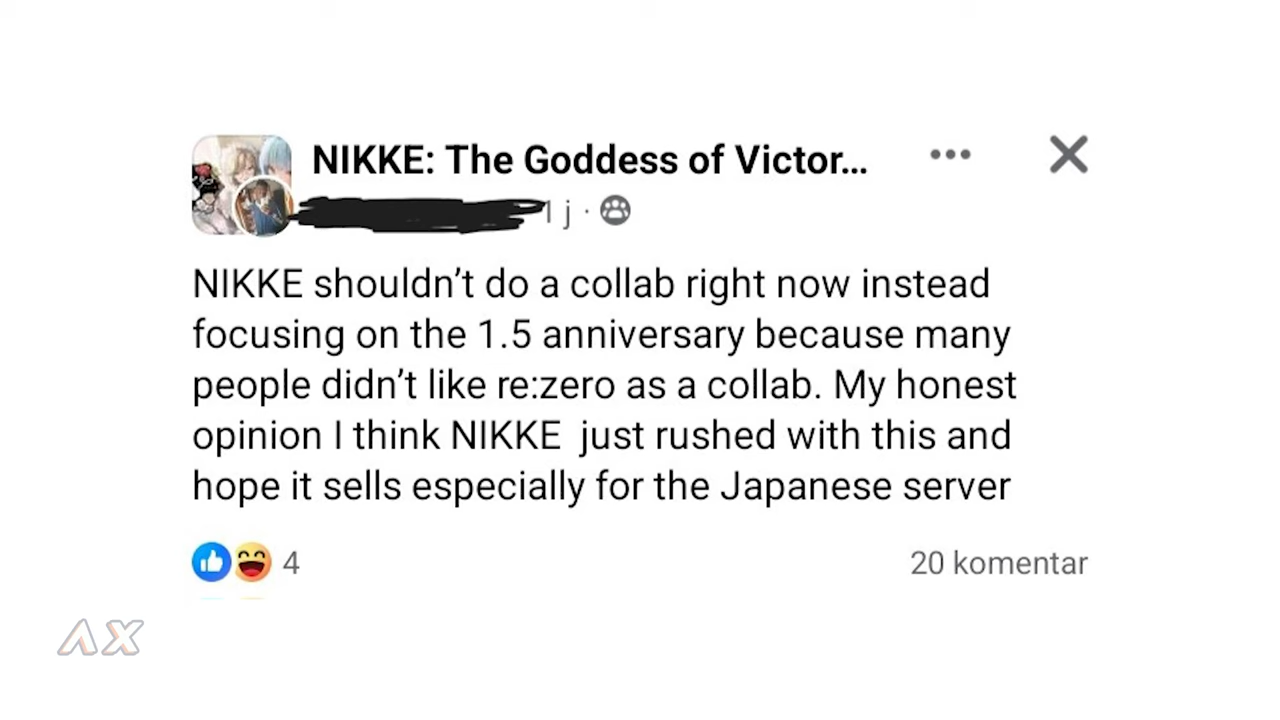 NIKKE: The Goddess of Victor...
1 j ·
NIKKE shouldn't do a collab right now instead
focusing on the 1.5 anniversary because many
people didn't like re:zero as a collab. My honest
opinion I think NIKKE  just rushed with this and
hope it sells especially for the Japanese server
4
20 komentar
AX